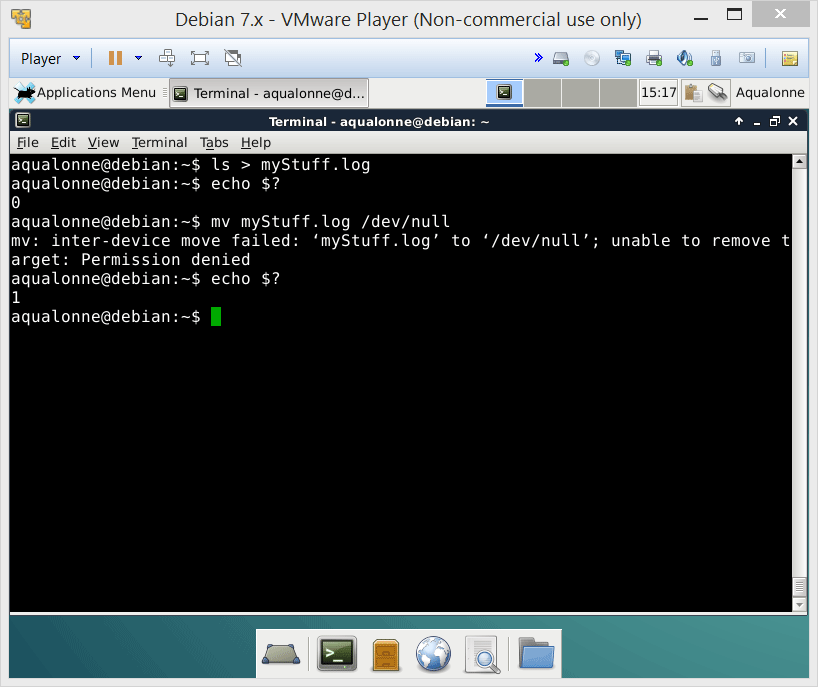 Debian 7.x - VMware Player (Non-commercial use only)
Player
Applications Menu
Terminal - aqualonne@d...
15:17
Aqualonne
Terminal - aqualonne@debian: ~
File Edit View Terminal Tabs Help
aqualonne@debian:~$ ls > myStuff.log
aqualonne@debian:~$ echo $?
0
aqualonne@debian:~$ mv myStuff.log /dev/null
mv: inter-device move failed: ‘myStuff.log’ to ‘/dev/null’; unable to remove t
arget: Permission denied
aqualonne@debian:~$ echo $?
1
aqualonne@debian:~$